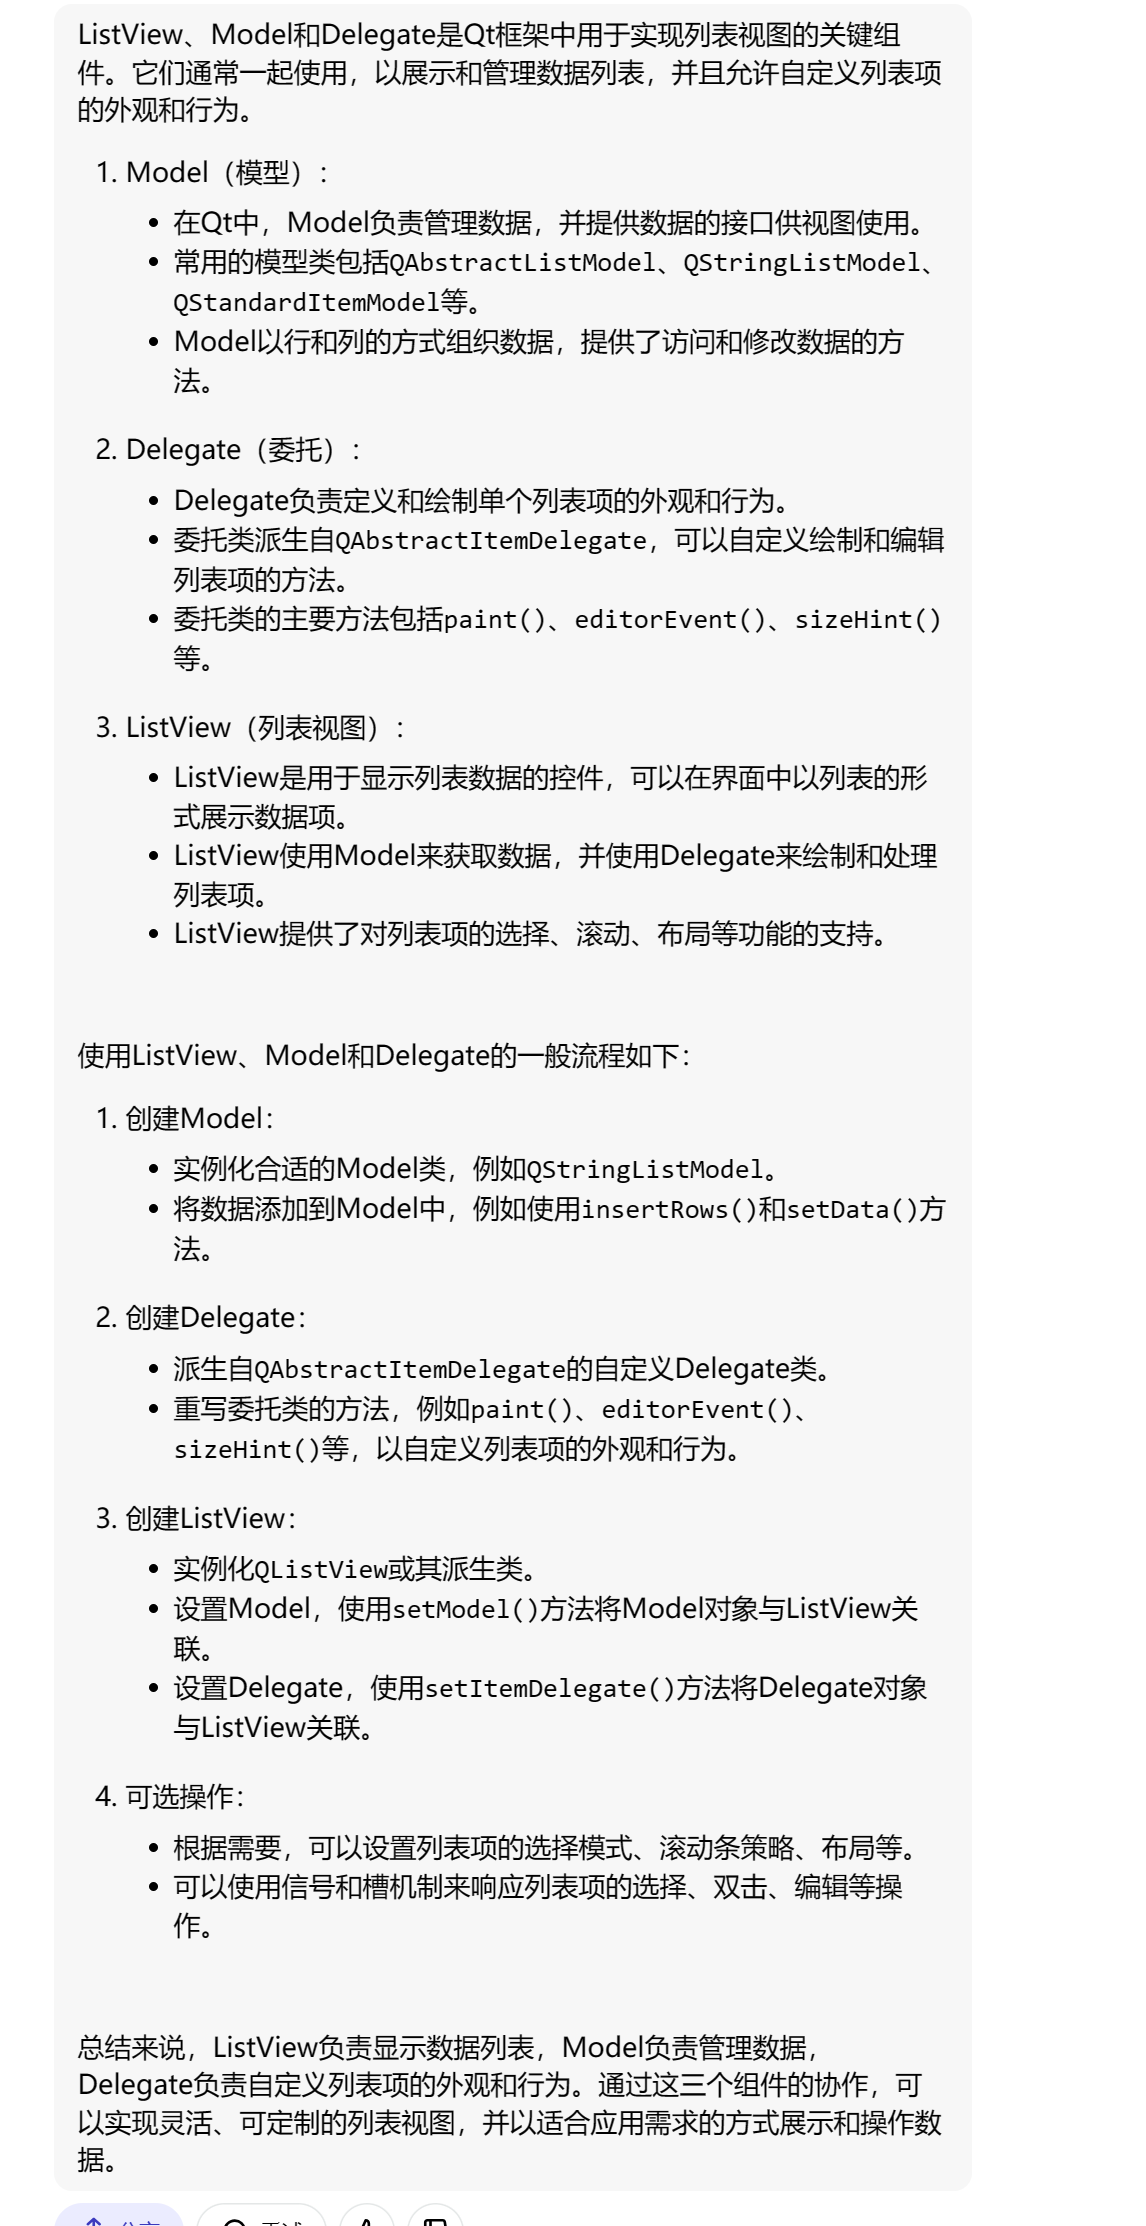 ListView、Model和Delegate是Qt框架中用于实现列表视图的关键组
件。它们通常一起使用，以展示和管理数据列表，并且允许自定义列表项
的外观和行为。
1. Model（模型）：
• 在Qt中，Model负责管理数据，并提供数据的接口供视图使用。
• 常用的模型类包括QAbstractListModel、QStringListModel、
QStandardItemModel等。
• Model以行和列的方式组织数据，提供了访问和修改数据的方
法。
2. Delegate（委托）：
• Delegate负责定义和绘制单个列表项的外观和行为。
• 委托类派生自QAbstractItemDelegate，可以自定义绘制和编辑
列表项的方法。
• 委托类的主要方法包括paint()、editorEvent()、sizeHint()
等。
3. ListView（列表视图）：
• ListView是用于显示列表数据的控件，可以在界面中以列表的形
式展示数据项。
• ListView使用Model来获取数据，并使用Delegate来绘制和处理
列表项。
• ListView提供了对列表项的选择、滚动、布局等功能的支持。
使用ListView、Model和Delegate的一般流程如下：
1. 创建Model：
• 实例化合适的Model类，例如QStringListModel。
• 将数据添加到Model中，例如使用insertRows()和setData()方
法。
2. 创建Delegate：
• 派生自QAbstractItemDelegate的自定义Delegate类。
• 重写委托类的方法，例如paint()、editorEvent()、
sizeHint()等，以自定义列表项的外观和行为。
3. 创建ListView：
• 实例化QListView或其派生类。
• 设置Model，使用setModel()方法将Model对象与ListView关
联。
• 设置Delegate，使用setItemDelegate()方法将Delegate对象
与ListView关联。
4. 可选操作：
• 根据需要，可以设置列表项的选择模式、滚动条策略、布局等。
• 可以使用信号和槽机制来响应列表项的选择、双击、编辑等操
作。
总结来说，ListView负责显示数据列表，Model负责管理数据，
Delegate负责自定义列表项的外观和行为。通过这三个组件的协作，可
以实现灵活、可定制的列表视图，并以适合应用需求的方式展示和操作数
据。